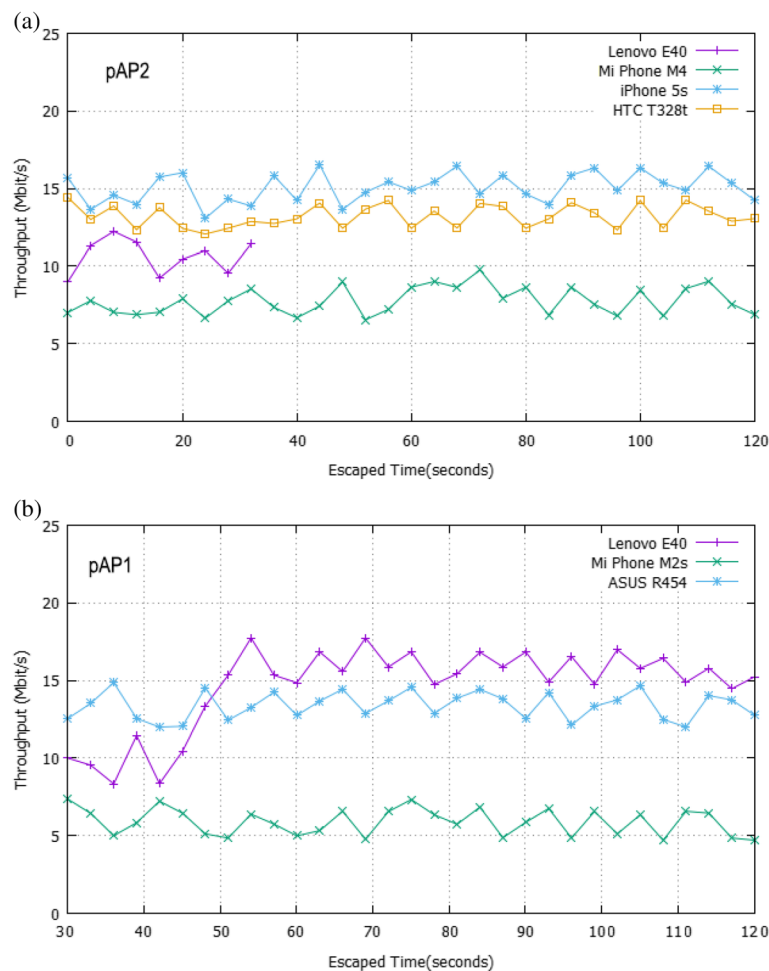 (a)
25
20
15
10
5
0
Throughput (Mbit/s)
pAP2
Lenovo E40
Mi Phone M4
iPhone 5s
HTC T328t
0 20 40 60 80 100 120
Escaped Time(seconds)
(b)
25
20
15
10
5
0
Throughput (Mbit/s)
pAP1
Lenovo E40
Mi Phone M2s
ASUS R454
30 40 50 60 70 80 90 100 110 120
Escaped Time(seconds)